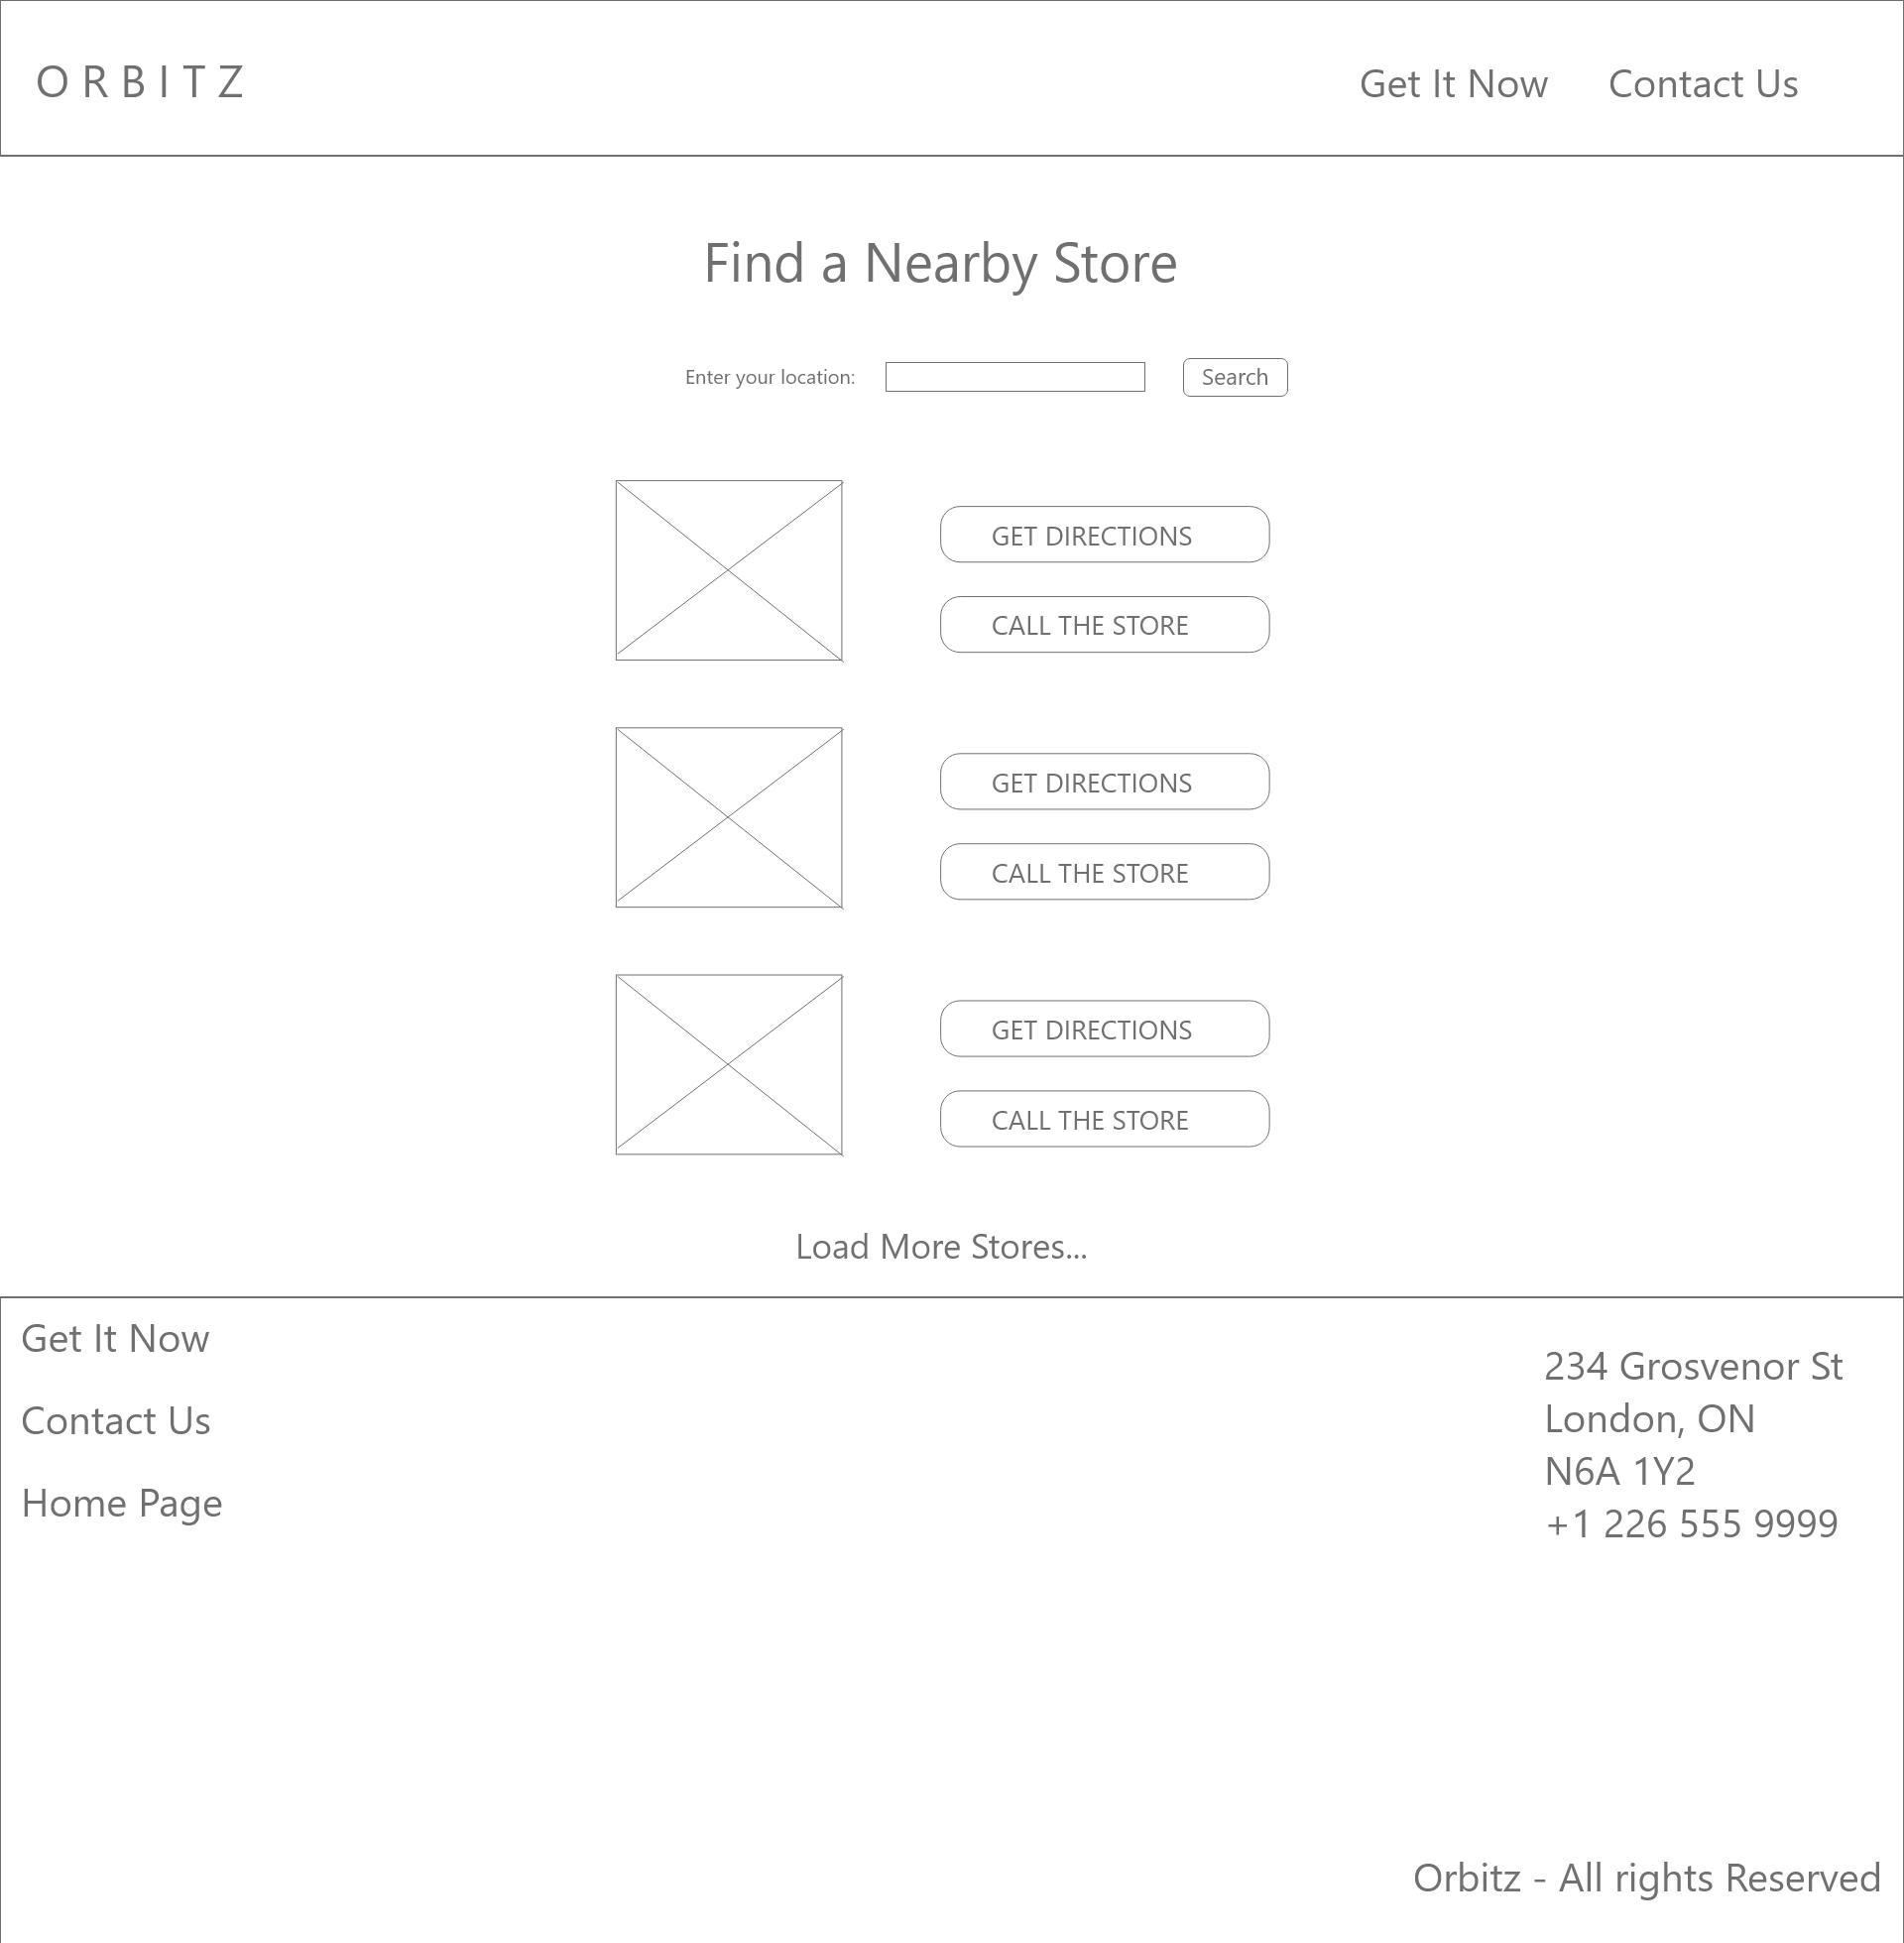 ORBITZ
Get It Now
Contact Us
Find a Nearby Store
Enter your location:
Search
GET DIRECTIONS
CALL THE STORE
GET DIRECTIONS
CALL THE STORE
GET DIRECTIONS
CALL THE STORE
Load More Stores...
Get It Now
Contact Us
Home Page
234 Grosvenor St
London, ON
N6A 1Y2
+1 226 555 9999
Orbitz - All rights Reserved